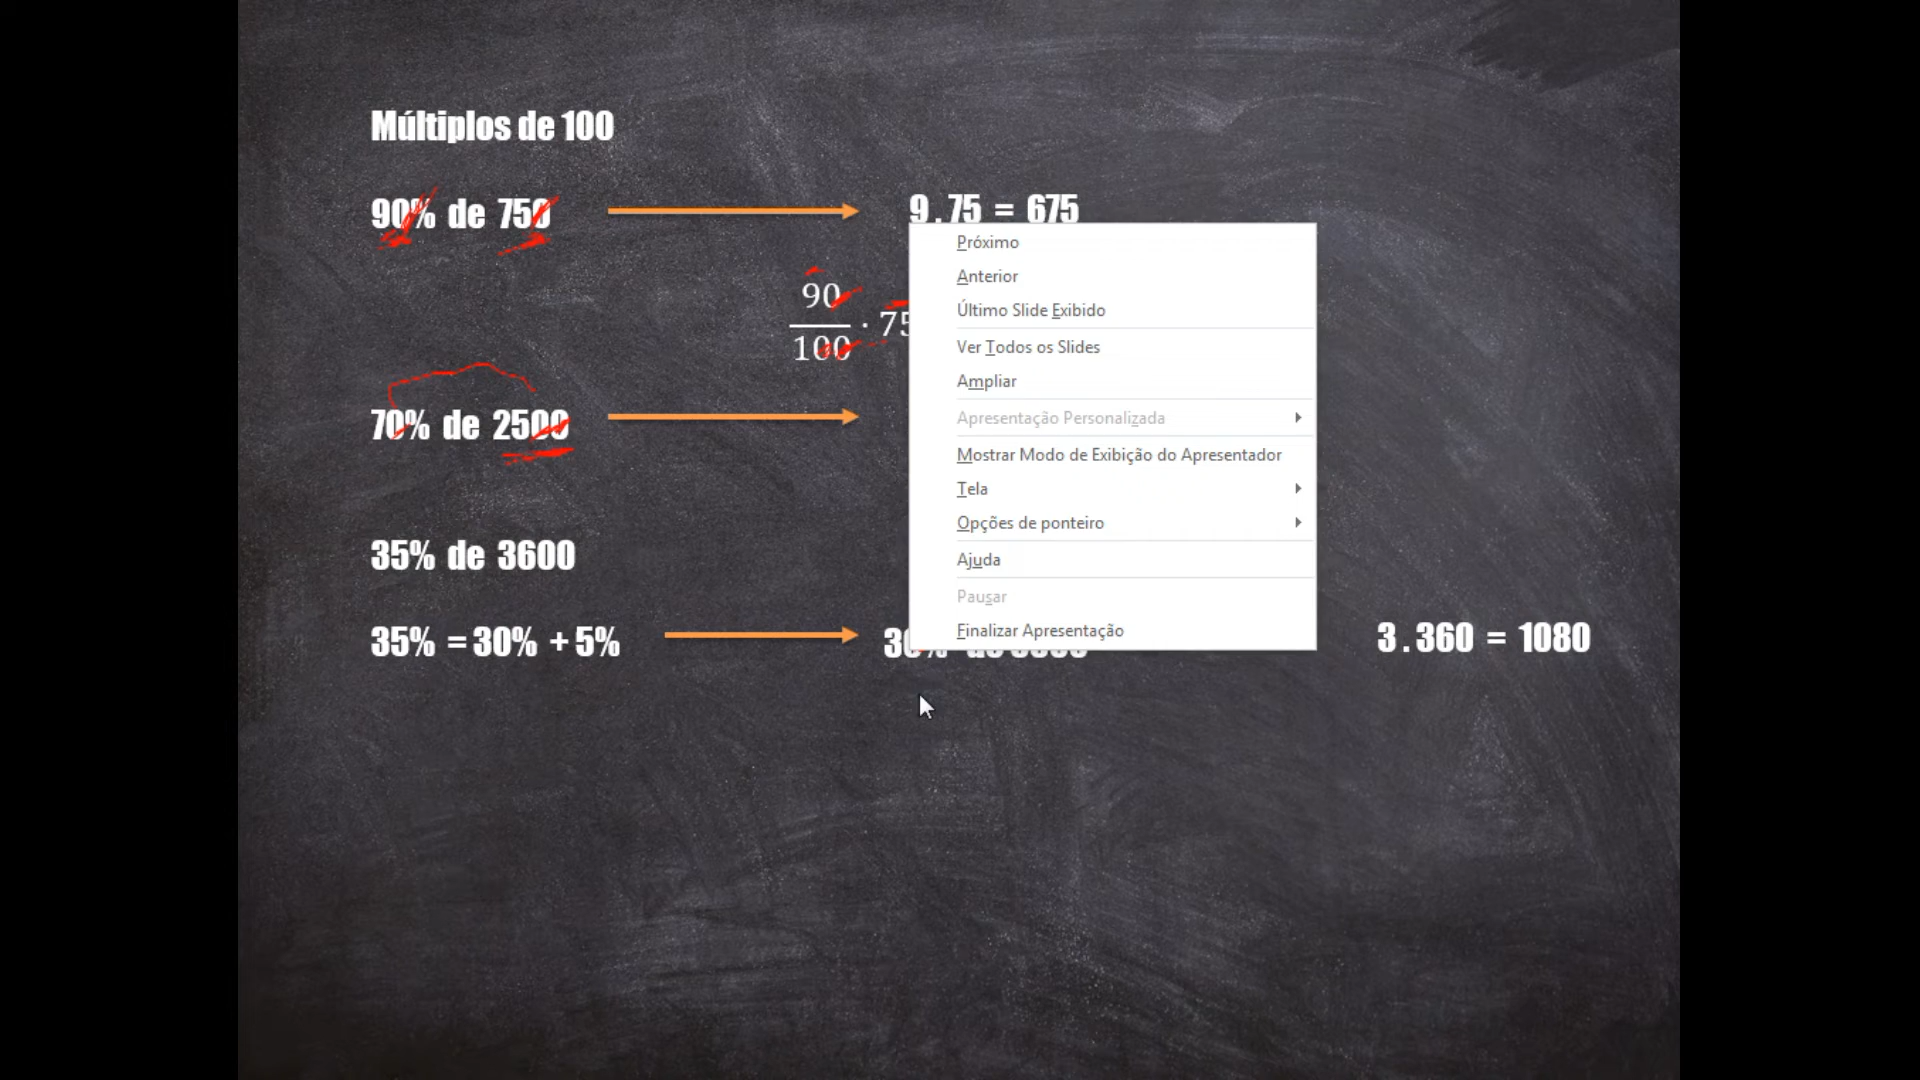 Múltiplos de 100
90% de 750
9 . 75 = 675
90
100
· 75
70% de 2500
35% de 3600
35% = 30% + 5%
3 . 360 = 1080
Próximo
Anterior
Último Slide Exibido
Ver Todos os Slides
Ampliar
Apresentação Personalizada
Mostrar Modo de Exibição do Apresentador
Tela
Opções de ponteiro
Ajuda
Pausar
Finalizar Apresentação